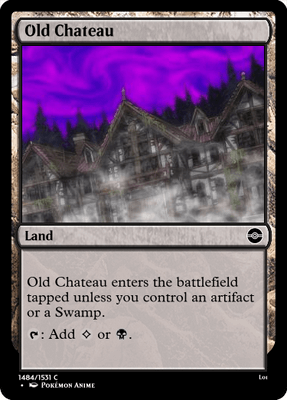 Old Chateau
Land
Old Chateau enters the battlefield
tapped unless you control an artifact
or a Swamp.
: Add or .
1484/1531 C
• Pokémon Anime
Loi